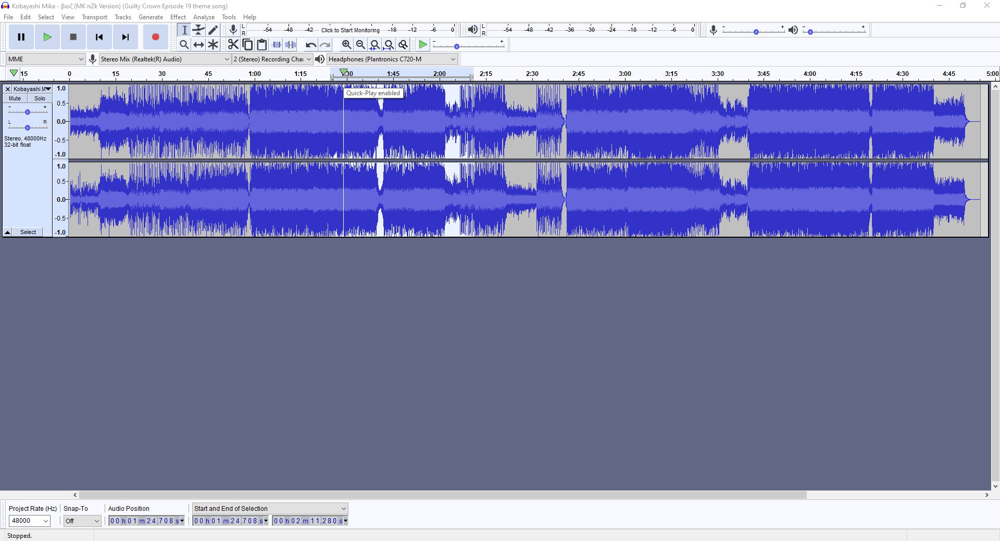 Kobayashi Mika - βιοζ (MK nZk Version) (Guilty Crown Episode 19 theme song)
File Edit Select View Transport Tracks Generate Effect Analyze Tools Help
L R -54 -48 -42 Click to Start Monitoring -18 -12 -6 0
L R -54 -48 -42 -36 -30 -24 -18 -12 -6 0
- +
- +
- +
MME
Stereo Mix (Realtek(R) Audio)
2 (Stereo) Recording Chai
Headphones (Plantronics C720-M
15 0 15 30 45 1:00 1:15 1:30 1:45 2:00 2:15 2:30 2:45 3:00 3:15 3:30 3:45 4:00 4:15 4:30 4:45 5:00
Quick-Play enabled
Kobayashi M
Mute Solo
- +
L R
Stereo, 48000Hz
32-bit float
Select
1.0
0.5
0.0
-0.5
-1.0
1.0
0.5
0.0
-0.5
-1.0
Project Rate (Hz) Snap-To Audio Position Start and End of Selection
48000 Off 00 h 01 m 24.708 s 00 h 01 m 24.708 s 00 h 02 m 11.280 s
Stopped.